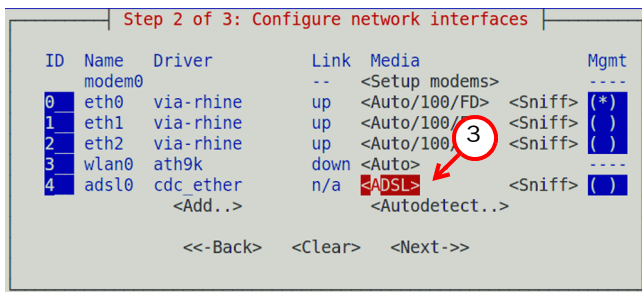 Step 2 of 3: Configure network interfaces
ID Name Driver Link Media Mgmt
modem0 -- <Setup modems> ----
0 eth0 via-rhine up <Auto/100/FD> <Sniff> (*)
1 eth1 via-rhine up <Auto/100/ <Sniff> ( )
2 eth2 via-rhine up <Auto/100/ <Sniff> ( )
3
3 wlan0 ath9k down <Auto> ----
4 adsl0 cdc_ether n/a <ADSL> <Sniff> ( )
<Add..> <Autodetect..>
<<-Back> <Clear> <Next->>